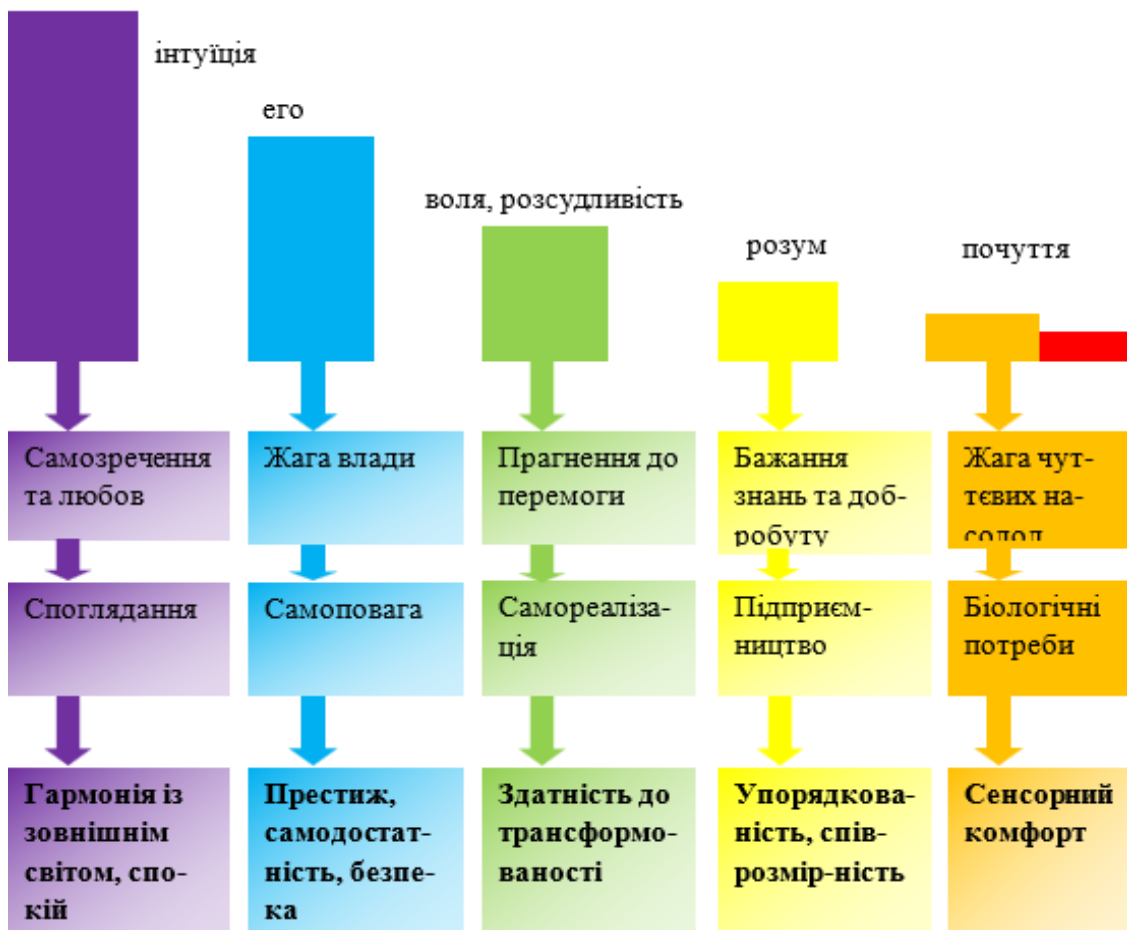 інтуїція
его
воля, розсудливість
розум
почуття
Самозречення
та любов
Жага влади
Прагнення до
перемоги
Бажання
знань та доб-
робуту
Жага чут-
тєвих на-
солод
Споглядання
Самоповага
Самореаліза-
ція
Підприєм-
ництво
Біологічні
потреби
Гармонія із
зовнішнім
світом, спо-
кій
Престиж,
самодостат-
ність, безпе-
ка
Здатність до
трансформо-
ваності
Упорядкова-
ність, спів-
розмір-ність
Сенсорний
комфорт